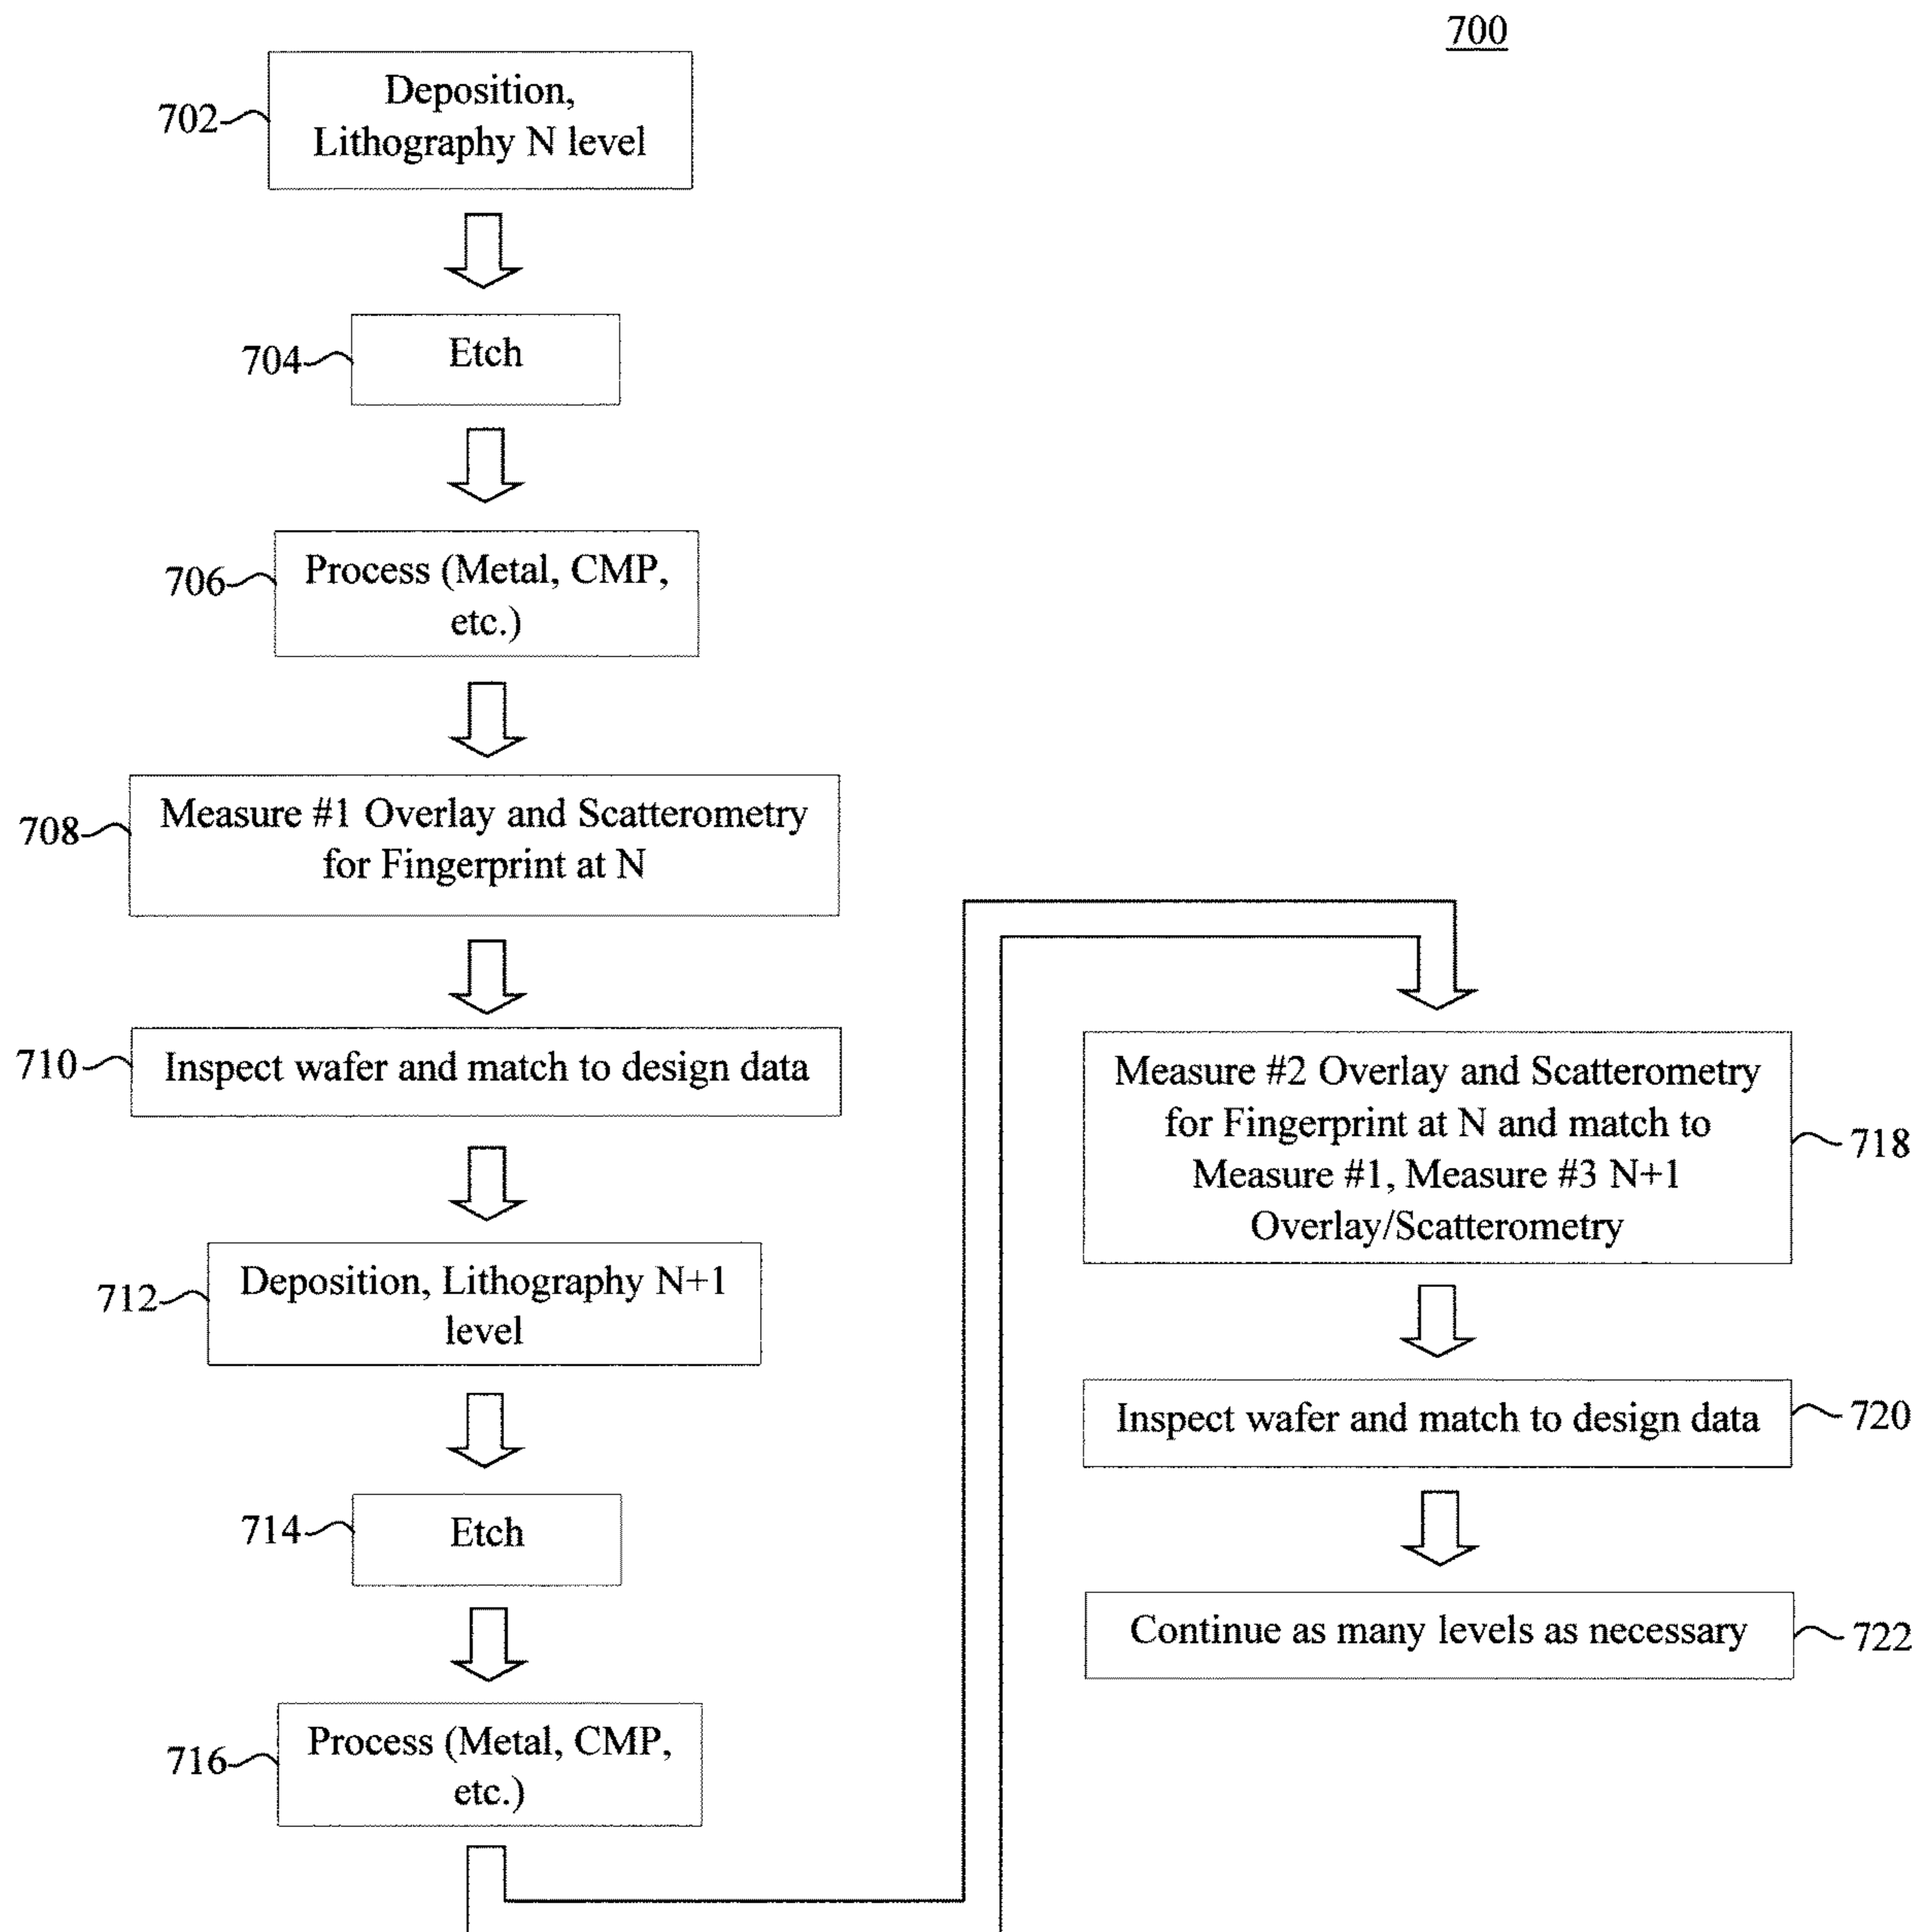 700
702
Deposition,
Lithography N level
704
Etch
706
Process (Metal, CMP,
etc.)
708
Measure #1 Overlay and Scatterometry
for Fingerprint at N
710
Inspect wafer and match to design data
712
Deposition, Lithography N+1
level
714
Etch
716
Process (Metal, CMP,
etc.)
Measure #2 Overlay and Scatterometry
for Fingerprint at N and match to
Measure #1, Measure #3 N+1
Overlay/Scatterometry
718
Inspect wafer and match to design data
720
Continue as many levels as necessary
722